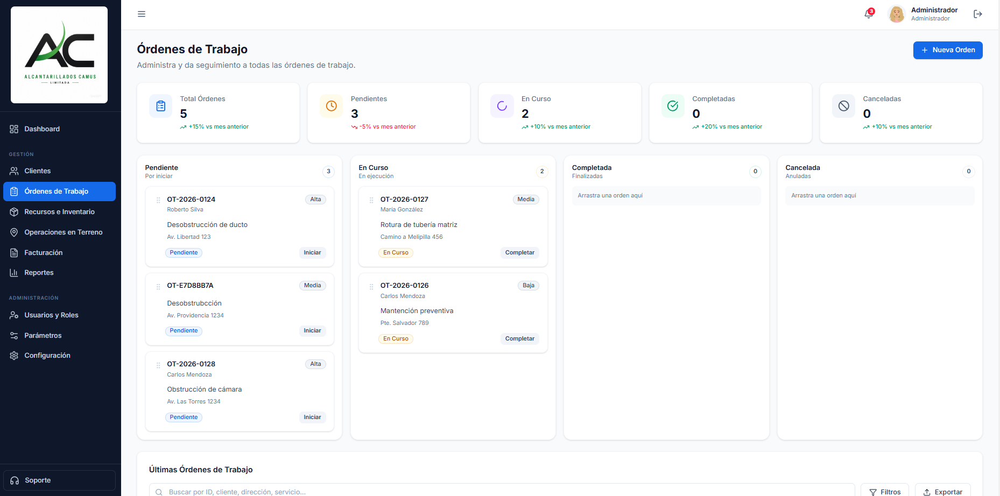 AC
ALCANTARILLADOS CAMUS
LIMITADA
Dashboard
GESTIÓN
Clientes
Órdenes de Trabajo
Recursos e Inventario
Operaciones en Terreno
Facturación
Reportes
ADMINISTRACIÓN
Usuarios y Roles
Parámetros
Configuración
Soporte
3
Administrador
Administrador
Órdenes de Trabajo
Administra y da seguimiento a todas las órdenes de trabajo.
Nueva Orden
Total Órdenes
5
+15% vs mes anterior
Pendientes
3
-5% vs mes anterior
En Curso
2
+10% vs mes anterior
Completadas
0
+20% vs mes anterior
Canceladas
0
+10% vs mes anterior
Pendiente
Por iniciar
3
OT-2026-0124
Alta
Roberto Silva
Desobstrucción de ducto
Av. Libertad 123
Pendiente
Iniciar
OT-E7D8BB7A
Media
Desobstrubcción
Av. Providencia 1234
Pendiente
Iniciar
OT-2026-0128
Alta
Carlos Mendoza
Obstrucción de cámara
Av. Las Torres 1234
Pendiente
Iniciar
En Curso
En ejecución
2
OT-2026-0127
Media
María González
Rotura de tubería matriz
Camino a Melipilla 456
En Curso
Completar
OT-2026-0126
Baja
Carlos Mendoza
Mantención preventiva
Pte. Salvador 789
En Curso
Completar
Completada
Finalizadas
0
Arrastra una orden aquí
Cancelada
Anuladas
0
Arrastra una orden aquí
Últimas Órdenes de Trabajo
Buscar por ID, cliente, dirección, servicio...
Filtros
Exportar